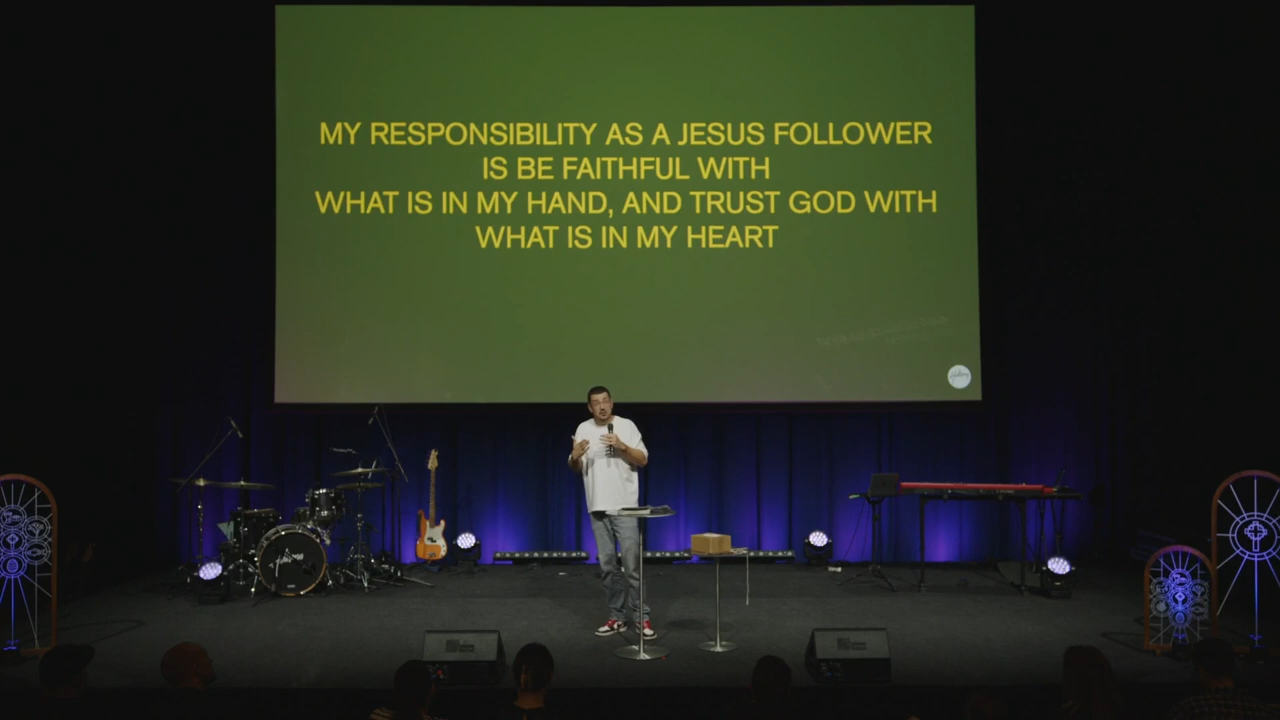 MY RESPONSIBILITY AS A JESUS FOLLOWER
IS BE FAITHFUL WITH
WHAT IS IN MY HAND, AND TRUST GOD WITH
WHAT IS IN MY HEART